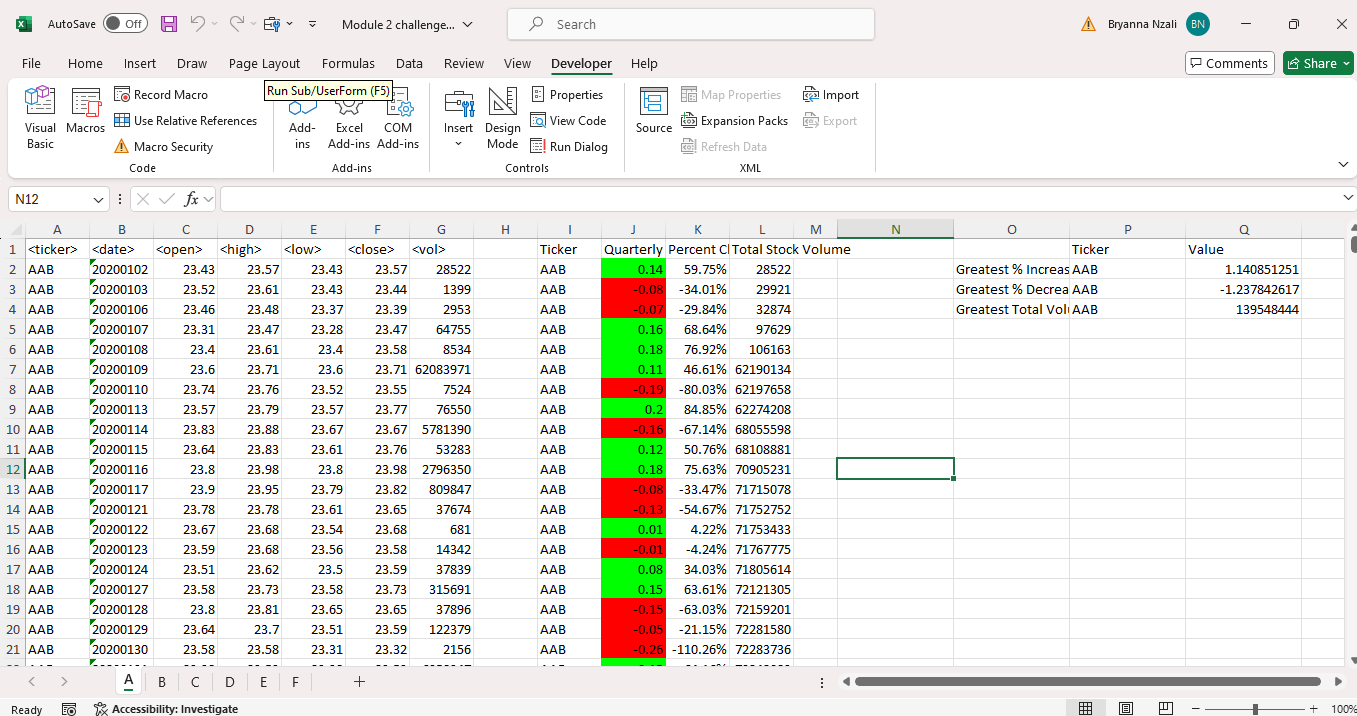 AutoSave Off Module 2 challenge... Search Bryanna Nzali BN
File Home Insert Draw Page Layout Formulas Data Review View Developer Help Comments Share
Run Sub/UserForm (F5)
Visual Basic Macros Record Macro Use Relative References Macro Security Add-ins Excel Add-ins COM Add-ins Insert Design Mode Properties View Code Run Dialog Source Map Properties Expansion Packs Refresh Data Import Export
Code Add-ins Controls XML
N12 fx
A B C D E F G H I J K L M N O P Q
1 <ticker> <date> <open> <high> <low> <close> <vol> Ticker Quarterly Percent C Total Stock Volume Ticker Value
2 AAB 20200102 23.43 23.57 23.43 23.57 28522 AAB 0.14 59.75% 28522 Greatest % Increas AAB 1.140851251
3 AAB 20200103 23.52 23.61 23.43 23.44 1399 AAB -0.08 -34.01% 29921 Greatest % Decrea AAB -1.237842617
4 AAB 20200106 23.46 23.48 23.37 23.39 2953 AAB -0.07 -29.84% 32874 Greatest Total Volu AAB 139548444
5 AAB 20200107 23.31 23.47 23.28 23.47 64755 AAB 0.16 68.64% 97629
6 AAB 20200108 23.4 23.61 23.4 23.58 8534 AAB 0.18 76.92% 106163
7 AAB 20200109 23.6 23.71 23.6 23.71 62083971 AAB 0.11 46.61% 62190134
8 AAB 20200110 23.74 23.76 23.52 23.55 7524 AAB -0.19 -80.03% 62197658
9 AAB 20200113 23.57 23.79 23.57 23.77 76550 AAB 0.2 84.85% 62274208
10 AAB 20200114 23.83 23.88 23.67 23.67 5781390 AAB -0.16 -67.14% 68055598
11 AAB 20200115 23.64 23.83 23.61 23.76 53283 AAB 0.12 50.76% 68108881
12 AAB 20200116 23.8 23.98 23.8 23.98 2796350 AAB 0.18 75.63% 70905231
13 AAB 20200117 23.9 23.95 23.79 23.82 809847 AAB -0.08 -33.47% 71715078
14 AAB 20200121 23.78 23.78 23.61 23.65 37674 AAB -0.13 -54.67% 71752752
15 AAB 20200122 23.67 23.68 23.54 23.68 681 AAB 0.01 4.22% 71753433
16 AAB 20200123 23.59 23.68 23.56 23.58 14342 AAB -0.01 -4.24% 71767775
17 AAB 20200124 23.51 23.62 23.5 23.59 37839 AAB 0.08 34.03% 71805614
18 AAB 20200127 23.58 23.73 23.58 23.73 315691 AAB 0.15 63.61% 72121305
19 AAB 20200128 23.8 23.81 23.65 23.65 37896 AAB -0.15 -63.03% 72159201
20 AAB 20200129 23.64 23.7 23.51 23.59 122379 AAB -0.05 -21.15% 72281580
21 AAB 20200130 23.58 23.58 23.31 23.32 2156 AAB -0.26 -110.26% 72283736
A B C D E F
Ready Accessibility: Investigate 100%